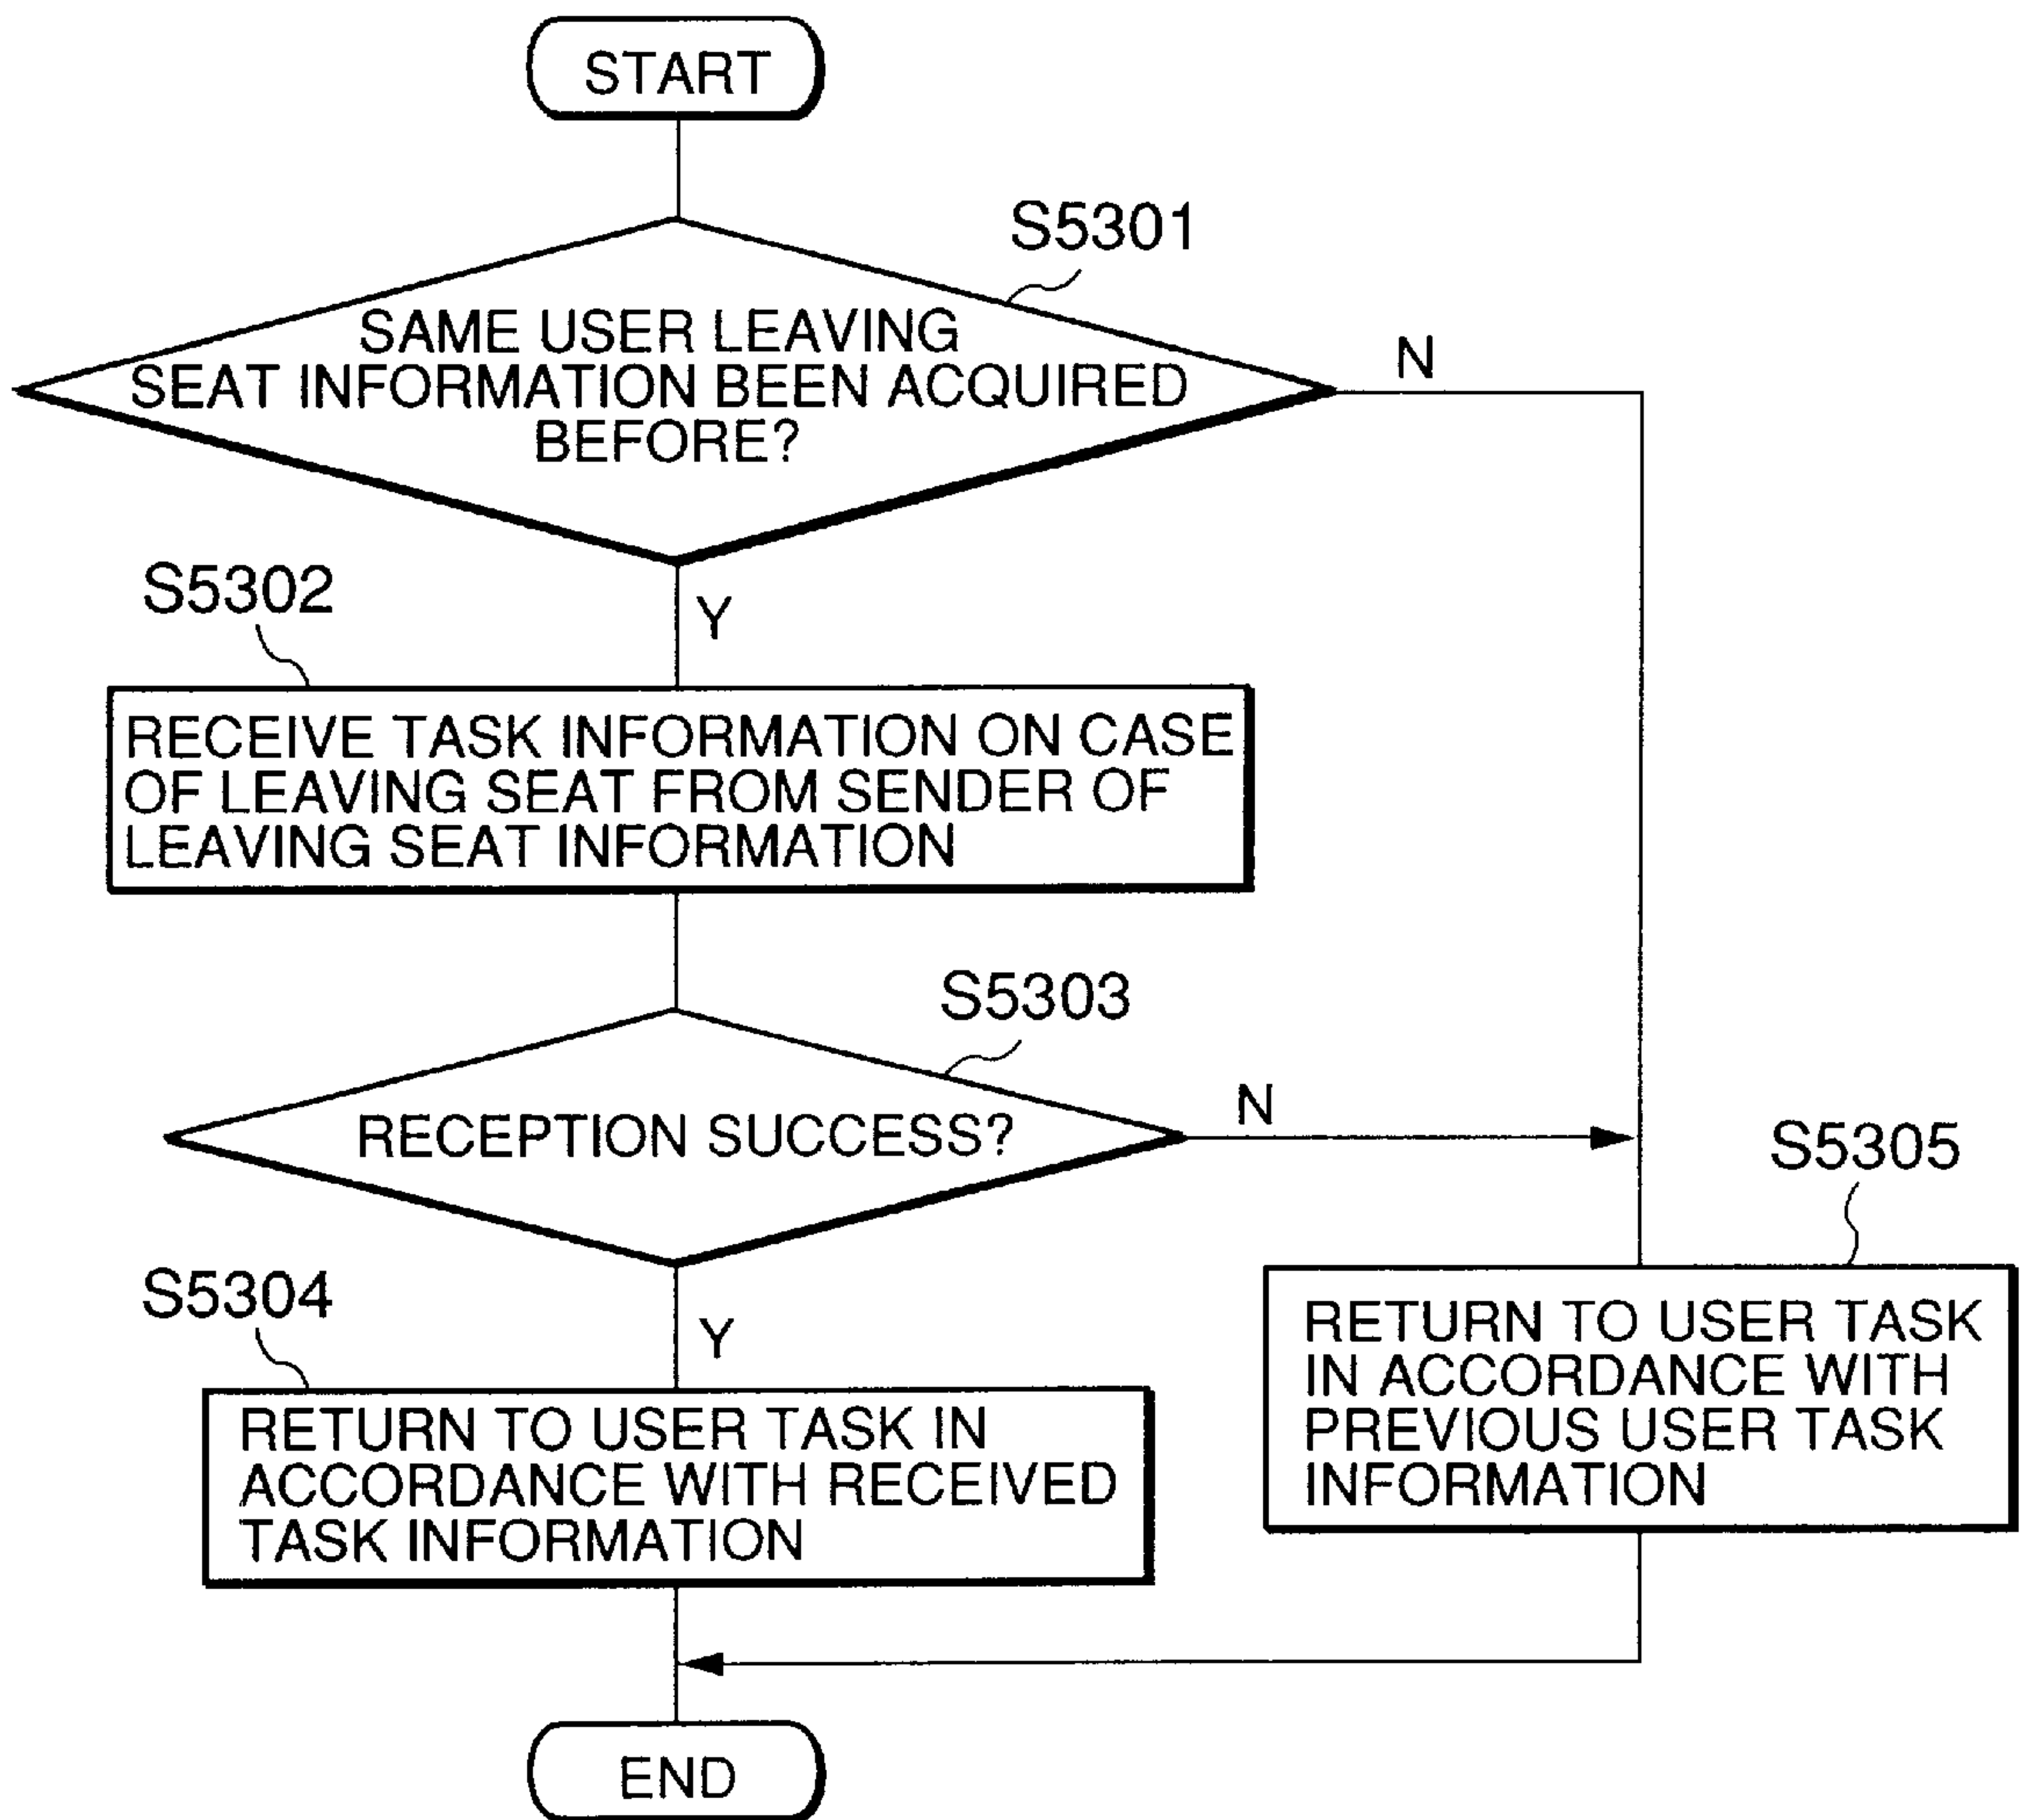 START
S5301
SAME USER LEAVING
SEAT INFORMATION BEEN ACQUIRED
BEFORE?
N
Y
S5302
RECEIVE TASK INFORMATION ON CASE
OF LEAVING SEAT FROM SENDER OF
LEAVING SEAT INFORMATION
S5303
RECEPTION SUCCESS?
N
Y
S5304
RETURN TO USER TASK IN
ACCORDANCE WITH RECEIVED
TASK INFORMATION
S5305
RETURN TO USER TASK
IN ACCORDANCE WITH
PREVIOUS USER TASK
INFORMATION
END